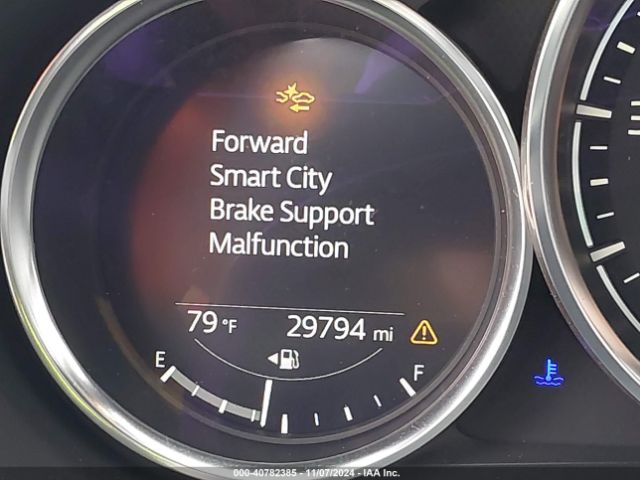 Forward
Smart City
Brake Support
Malfunction
79 °F 29794 mi
E F
000-40782385 - 11/07/2024 - IAA Inc.